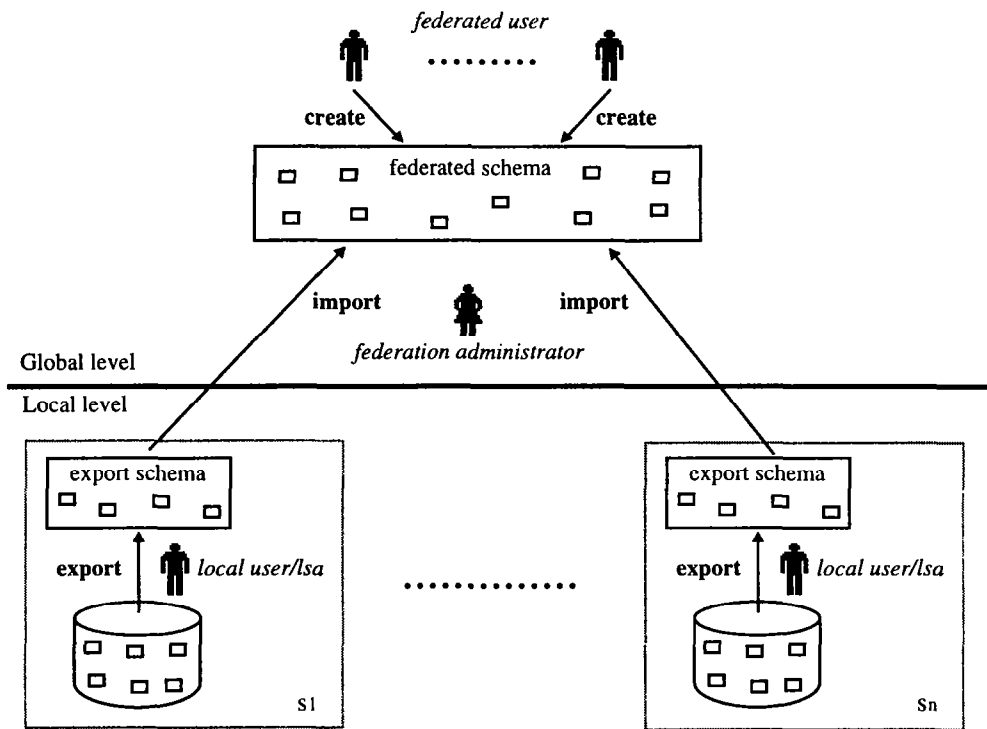 federated user
create
create
federated schema
import
import
federation administrator
Global level
Local level
export schema
export schema
export
local user/lsa
export
local user/lsa
S1
Sn